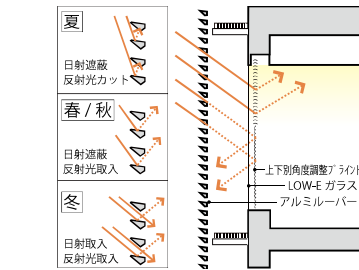 夏
日射遮蔽
反射光カット
春/秋
日射遮蔽
反射光取入
冬
日射取入
反射光取入
上下別角度調整ブラインド
LOW-E ガラス
アルミルーバー